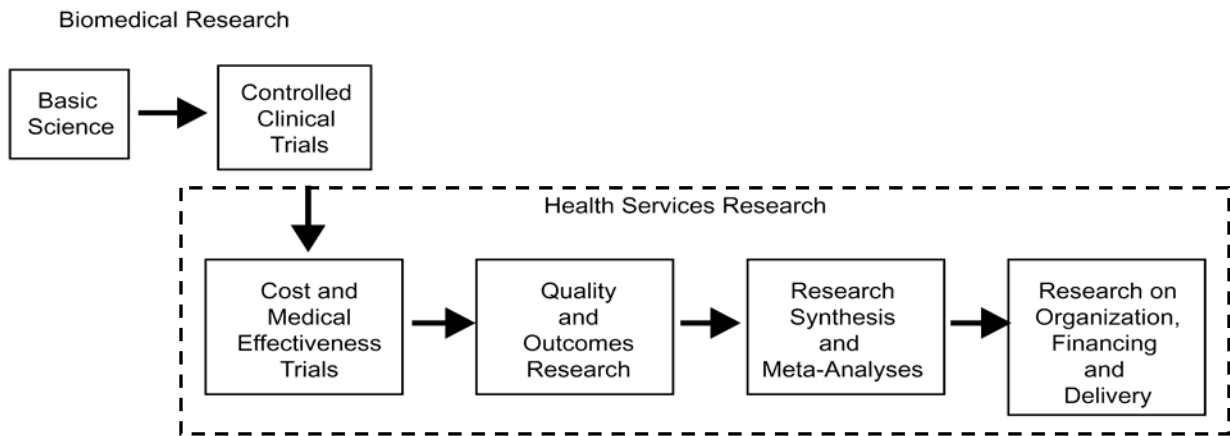 Biomedical Research
Basic
Science
Controlled
Clinical
Trials
Health Services Research
Cost and
Medical
Effectiveness
Trials
Quality
and
Outcomes
Research
Research
Synthesis
and
Meta-Analyses
Research on
Organization,
Financing
and
Delivery